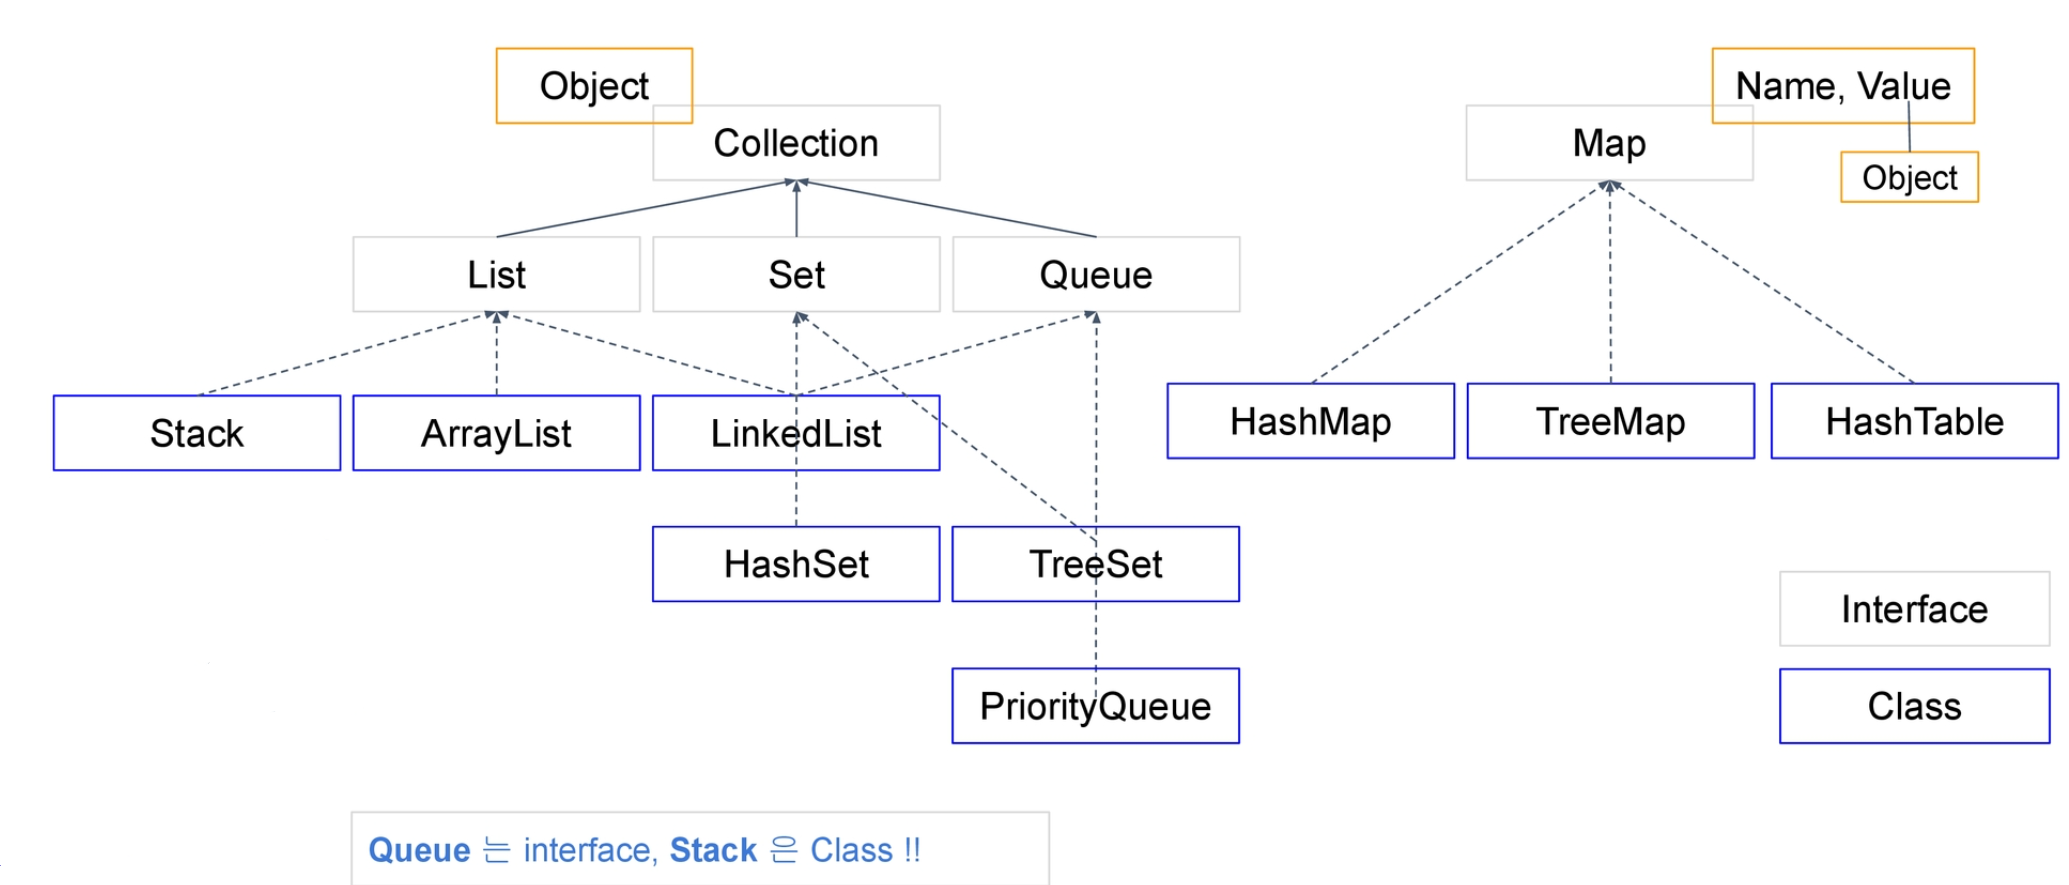 Object
Name, Value
Collection
Map
Object
List
Set
Queue
Stack
ArrayList
LinkedList
HashMap
TreeMap
HashTable
HashSet
TreeSet
Interface
PriorityQueue
Class
Queue 는 interface, Stack 은 Class !!